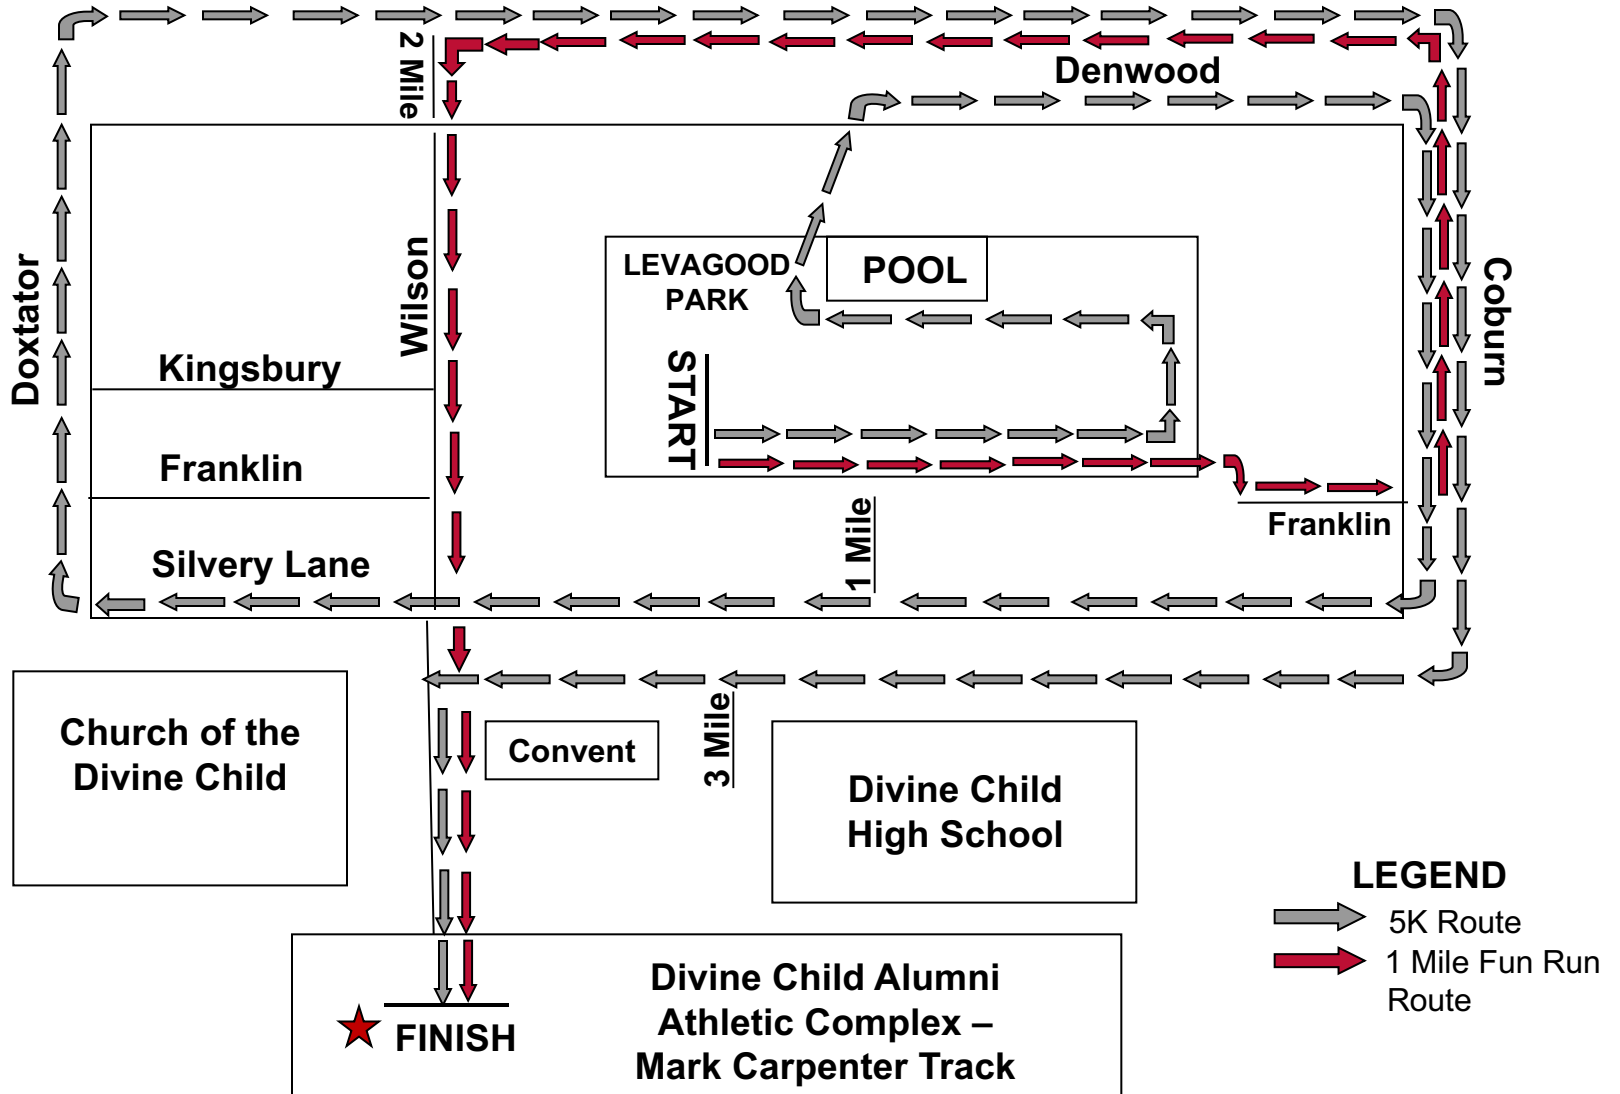 2 Mile
Denwood
Doxtator
Wilson
LEVAGOOD
PARK
POOL
Coburn
Kingsbury
START
Franklin
1 Mile
Franklin
Silvery Lane
Church of the
Divine Child
Convent
3 Mile
Divine Child
High School
LEGEND
5K Route
1 Mile Fun Run
Route
FINISH
Divine Child Alumni
Athletic Complex –
Mark Carpenter Track